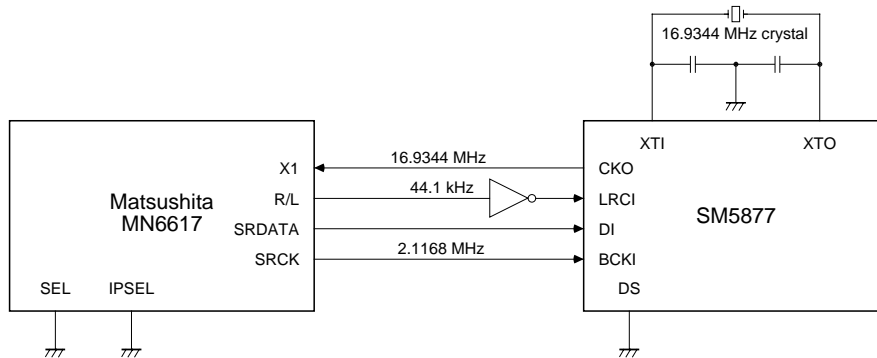 16.9344 MHz crystal
XTI XTO
X1 16.9344 MHz CKO
Matsushita
MN6617
R/L 44.1 kHz LRCI
SM5877
SRDATA DI
SRCK 2.1168 MHz BCKI
SEL IPSEL DS